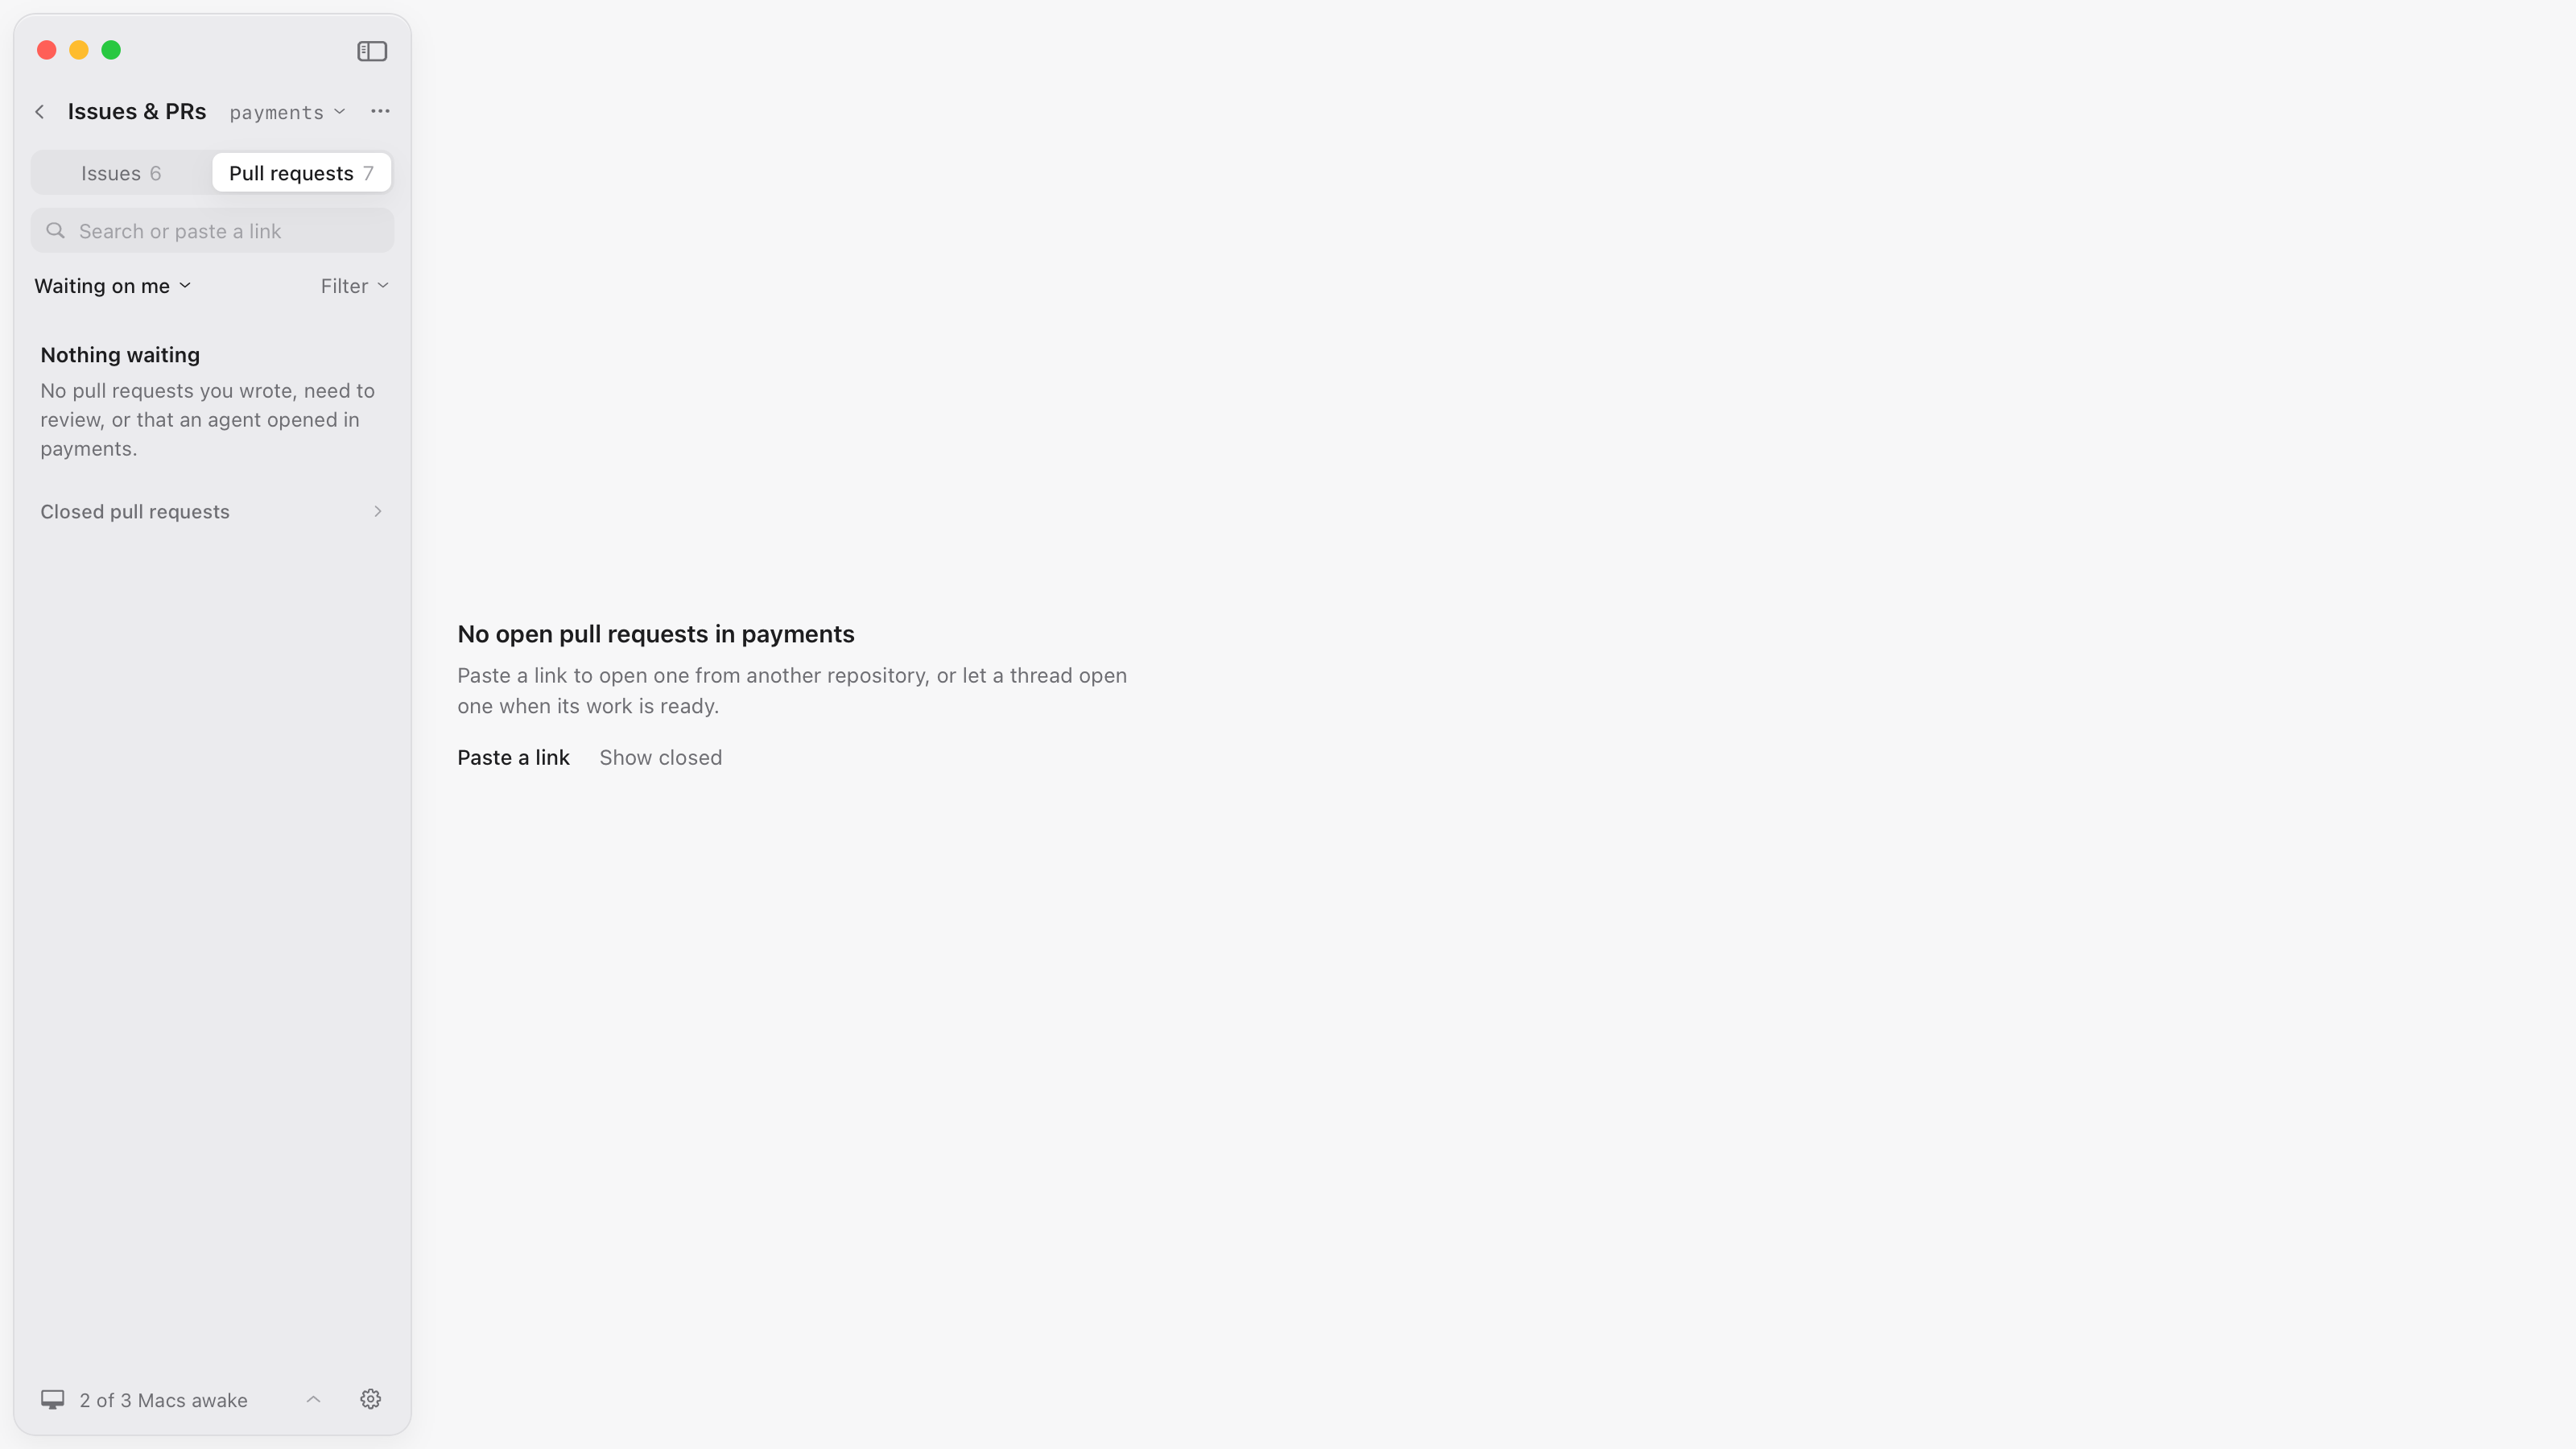 Issues & PRs payments
Issues 6 Pull requests 7
Search or paste a link
Waiting on me Filter
Nothing waiting
No pull requests you wrote, need to
review, or that an agent opened in
payments.
Closed pull requests
No open pull requests in payments
Paste a link to open one from another repository, or let a thread open
one when its work is ready.
Paste a link Show closed
2 of 3 Macs awake